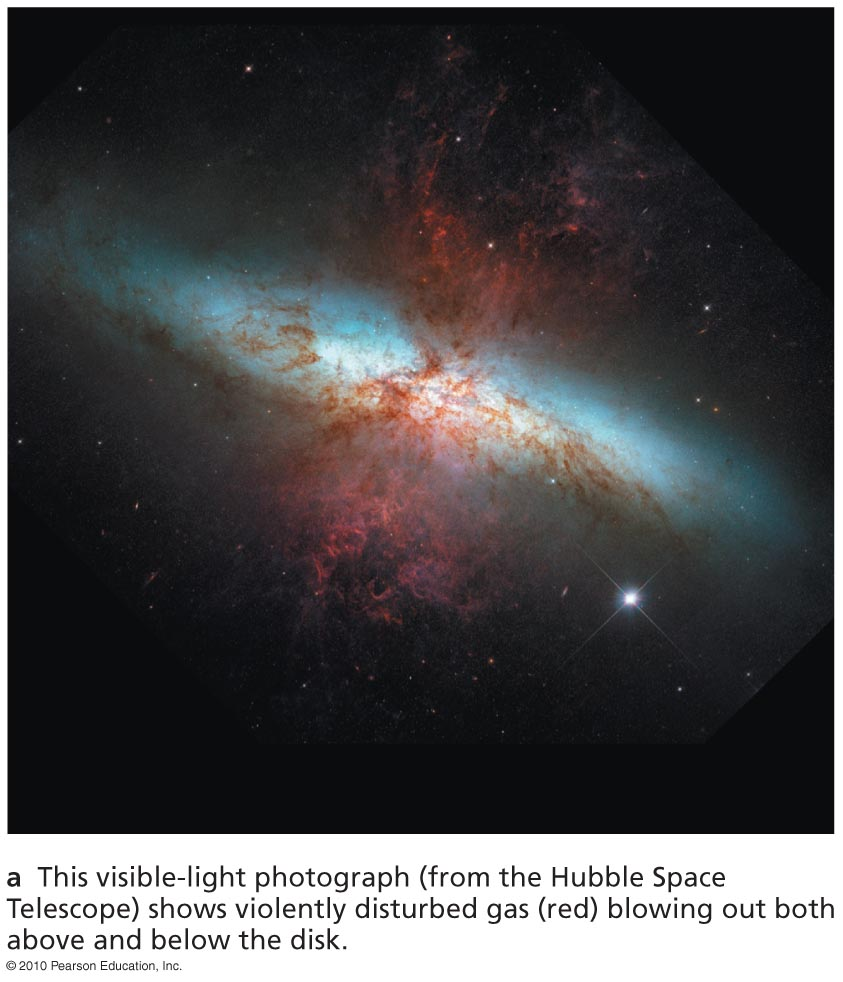 a This visible-light photograph (from the Hubble Space
Telescope) shows violently disturbed gas (red) blowing out both
above and below the disk.
© 2010 Pearson Education, Inc.